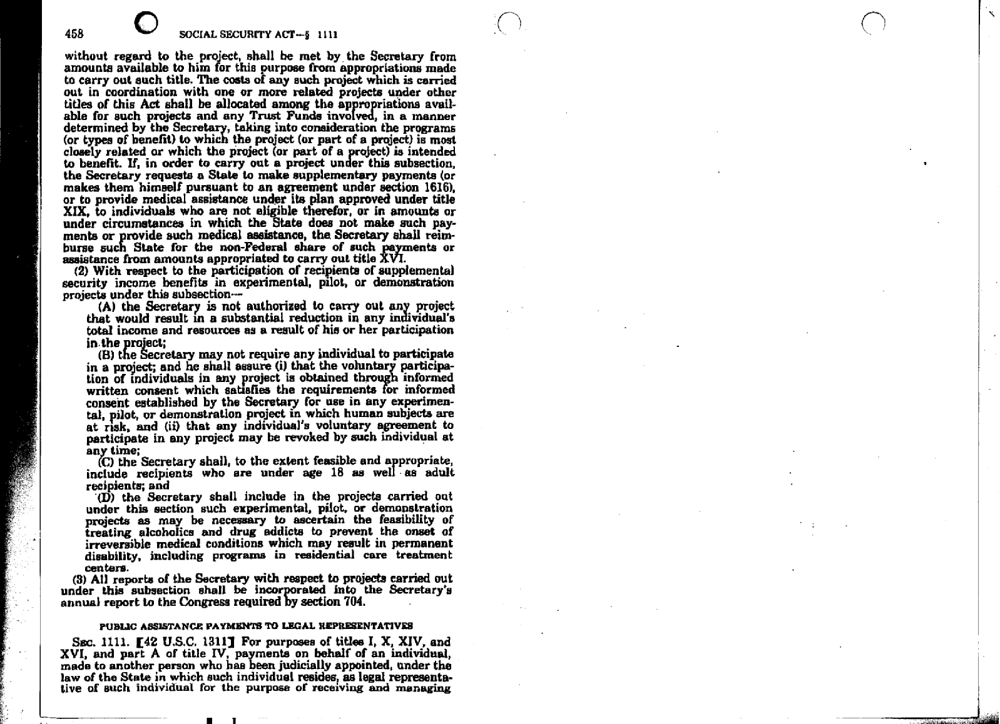 458
SOCIAL SECURITY ACT—§ 1111
without regard to the project, shall be met by the Secretary from
amounts available to him for this purpose from appropriations made
to carry out such title. The costs of any such project which is carried
out in coordination with one or more related projects under other
titles of this Act shall be allocated among the appropriations avail-
able for such projects and any Trust Funds involved, in a manner
determined by the Secretary, taking into consideration the programs
(or types of benefit) to which the project (or part of a project) is most
closely related or which the project (or part of a project) is intended
to benefit. If, in order to carry out a project under this subsection,
the Secretary requests a State to make supplementary payments (or
makes them himself pursuant to an agreement under section 1616),
or to provide medical assistance under its plan approved under title
XIX, to individuals who are not eligible therefor, or in amounts or
under circumstances in which the State does not make such pay-
ments or provide such medical assistance, the Secretary shall reim-
burse such State for the non-Federal share of such payments or
assistance from amounts appropriated to carry out title XVI.
(2) With respect to the participation of recipients of supplemental
security income benefits in experimental, pilot, or demonstration
projects under this subsection—
(A) the Secretary is not authorized to carry out any project
that would result in a substantial reduction in any individual's
total income and resources as a result of his or her participation
in the project;
(B) the Secretary may not require any individual to participate
in a project; and he shall assure (i) that the voluntary participa-
tion of individuals in any project is obtained through informed
written consent which satisfies the requirements for informed
consent established by the Secretary for use in any experimen-
tal, pilot, or demonstration project in which human subjects are
at risk, and (ii) that any individual's voluntary agreement to
participate in any project may be revoked by such individual at
any time;
(C) the Secretary shall, to the extent feasible and appropriate,
include recipients who are under age 18 as well as adult
recipients; and
(D) the Secretary shall include in the projects carried out
under this section such experimental, pilot, or demonstration
projects as may be necessary to ascertain the feasibility of
treating alcoholics and drug addicts to prevent the onset of
irreversible medical conditions which may result in permanent
disability, including programs in residential care treatment
centers.
(3) All reports of the Secretary with respect to projects carried out
under this subsection shall be incorporated into the Secretary's
annual report to the Congress required by section 704.
PUBLIC ASSISTANCE PAYMENTS TO LEGAL REPRESENTATIVES
SEC. 1111. [42 U.S.C. 1311] For purposes of titles I, X, XIV, and
XVI, and part A of title IV, payments on behalf of an individual,
made to another person who has been judicially appointed, under the
law of the State in which such individual resides, as legal representa-
tive of such individual for the purpose of receiving and managing